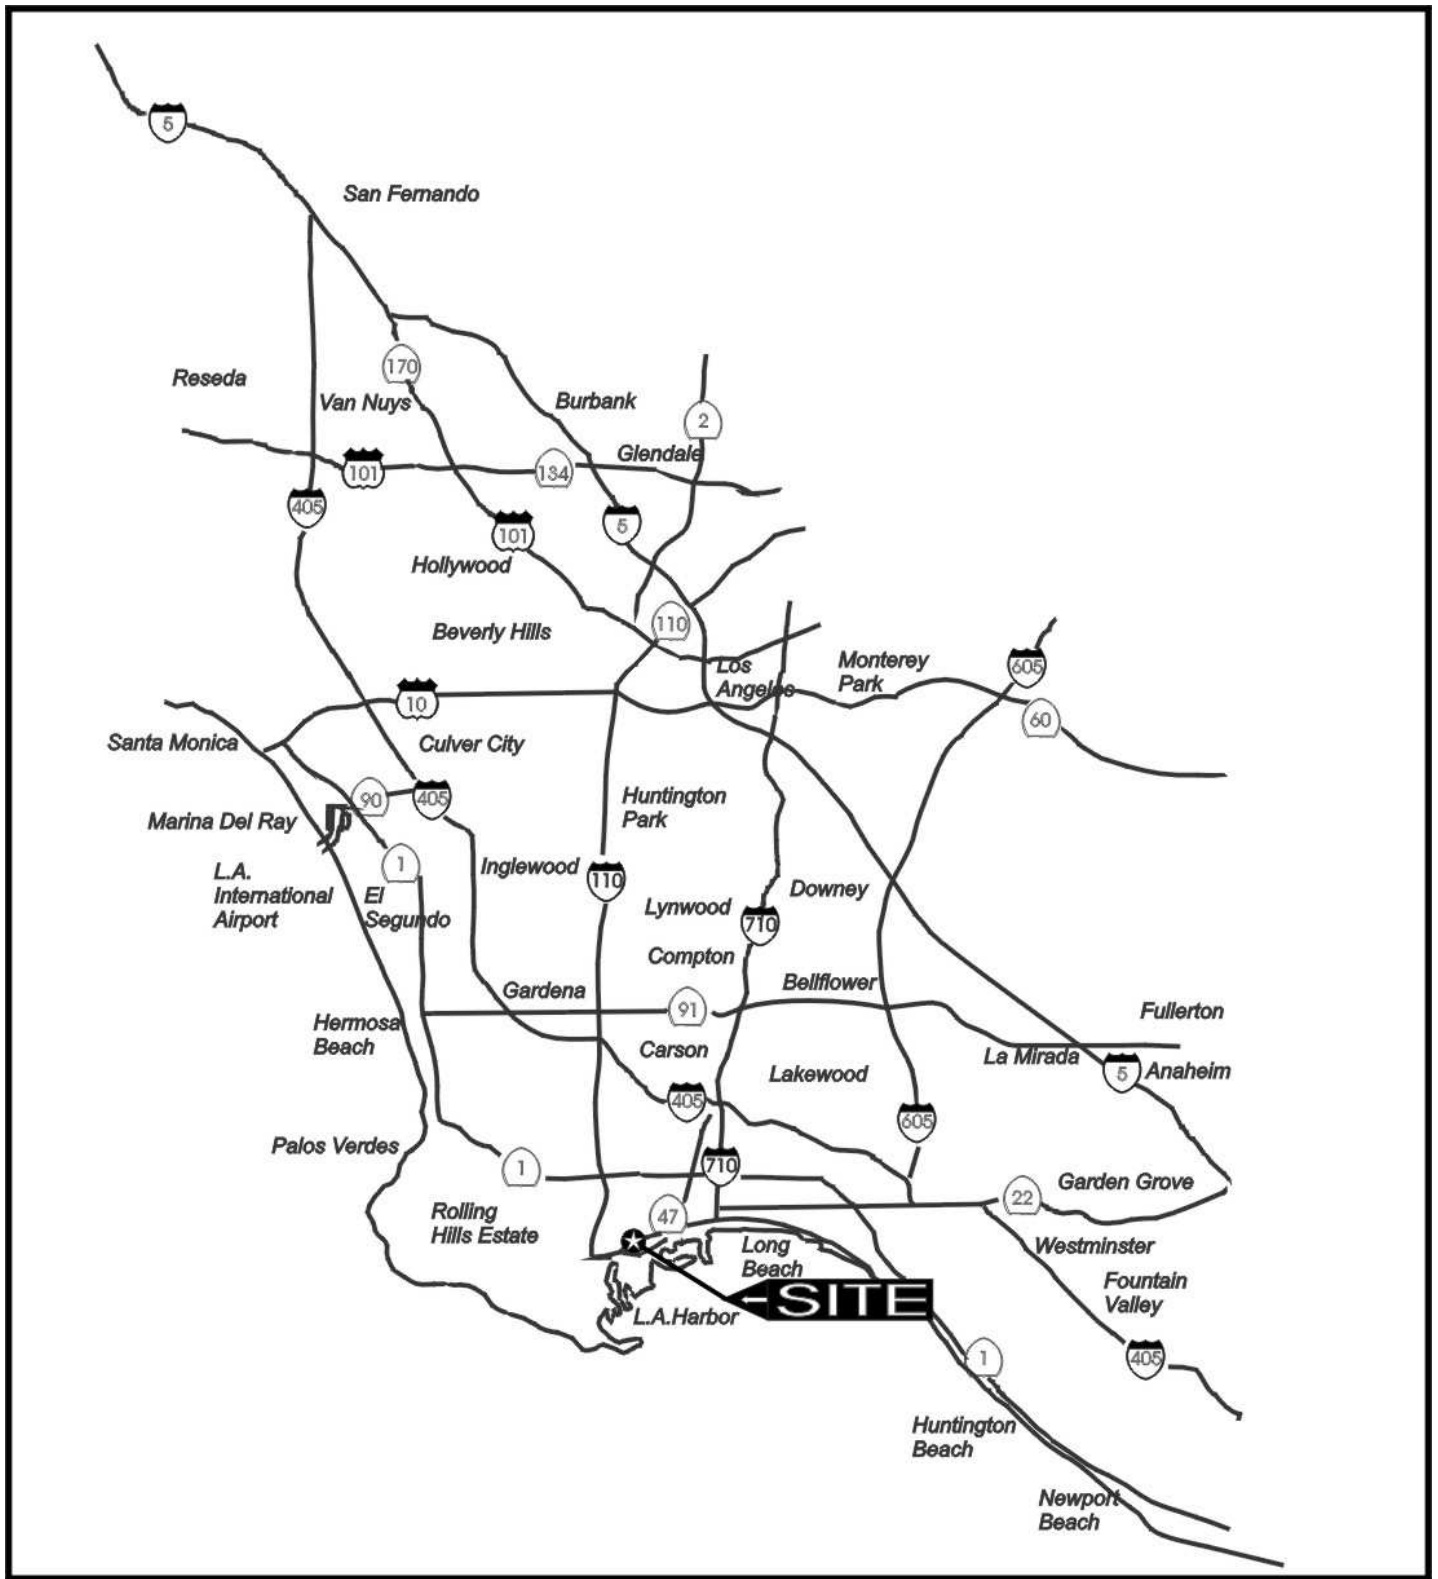 5
San Fernando
170
Reseda
Van Nuys
Burbank
2
Glendale
101
134
405
101
5
Hollywood
110
Beverly Hills
Los
Angeles
Monterey
Park
605
10
60
Santa Monica
Culver City
90
405
Huntington
Park
Marina Del Ray
1
Inglewood
110
L.A.
International
Airport
El
Segundo
Lynwood
Downey
710
Compton
Bellflower
Gardena
91
Fullerton
Hermosa
Beach
Carson
La Mirada
5
Anaheim
Lakewood
405
605
Palos Verdes
1
710
Garden Grove
22
Rolling
Hills Estate
47
Long
Beach
Westminster
Fountain
Valley
SITE
L.A.Harbor
1
405
Huntington
Beach
Newport
Beach